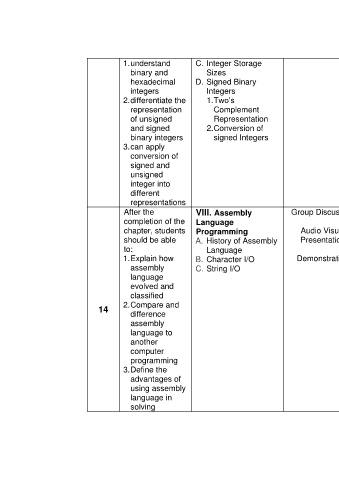 1.understand
binary and
hexadecimal
integers
2.differentiate the
representation
of unsigned
and signed
binary integers
3.can apply
conversion of
signed and
unsigned
integer into
different
representations
C. Integer Storage
Sizes
D. Signed Binary
Integers
1.Two's
Complement
Representation
2.Conversion of
signed Integers
14
After the
completion of the
chapter, students
should be able
to:
1.Explain how
assembly
language
evolved and
classified
2.Compare and
difference
assembly
language to
another
computer
programming
3.Define the
advantages of
using assembly
language in
solving
VIII. Assembly
Language
Programming
A. History of Assembly
Language
B. Character I/O
C. String I/O
Group Discus
Audio Visu
Presentatio
Demonstrat